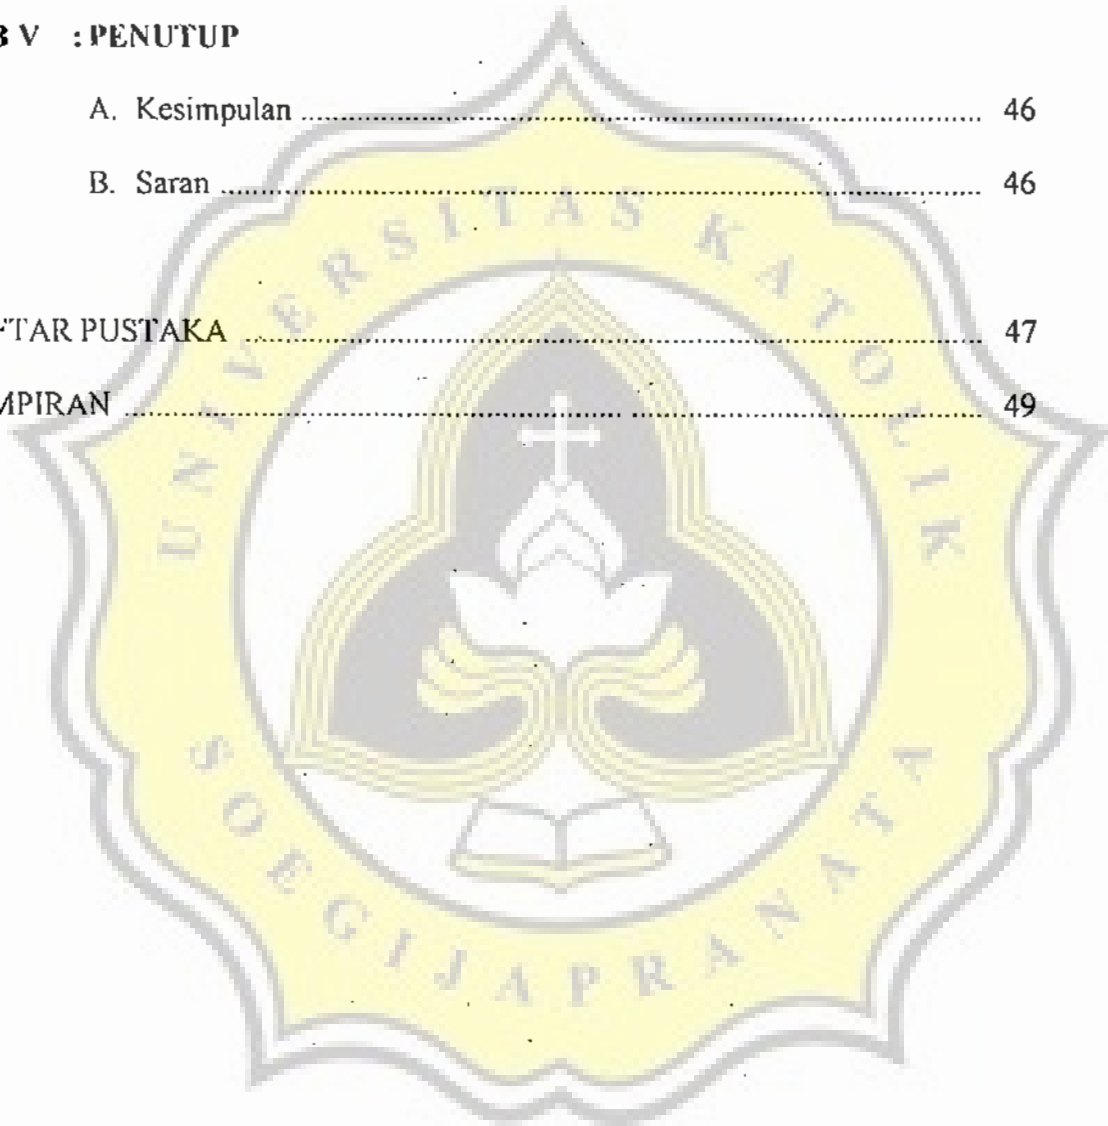 B V : PENUTUP
A. Kesimpulan ........................................................ 46
B. Saran ........................................................ 46
TAR PUSTAKA ........................................................ 47
MPIRAN ........................................................ 49
UNIVERSITAS KATOLIK
SOEGIJAPRANATA